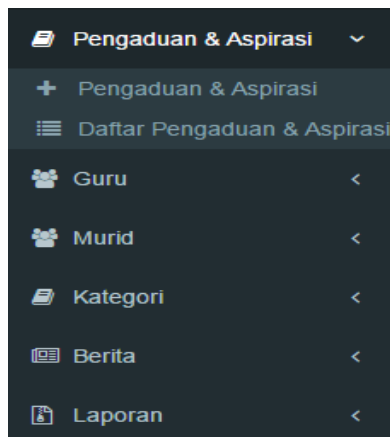 Pengaduan & Aspirasi
Pengaduan & Aspirasi
Daftar Pengaduan & Aspirasi
Guru
Murid
Kategori
Berita
Laporan